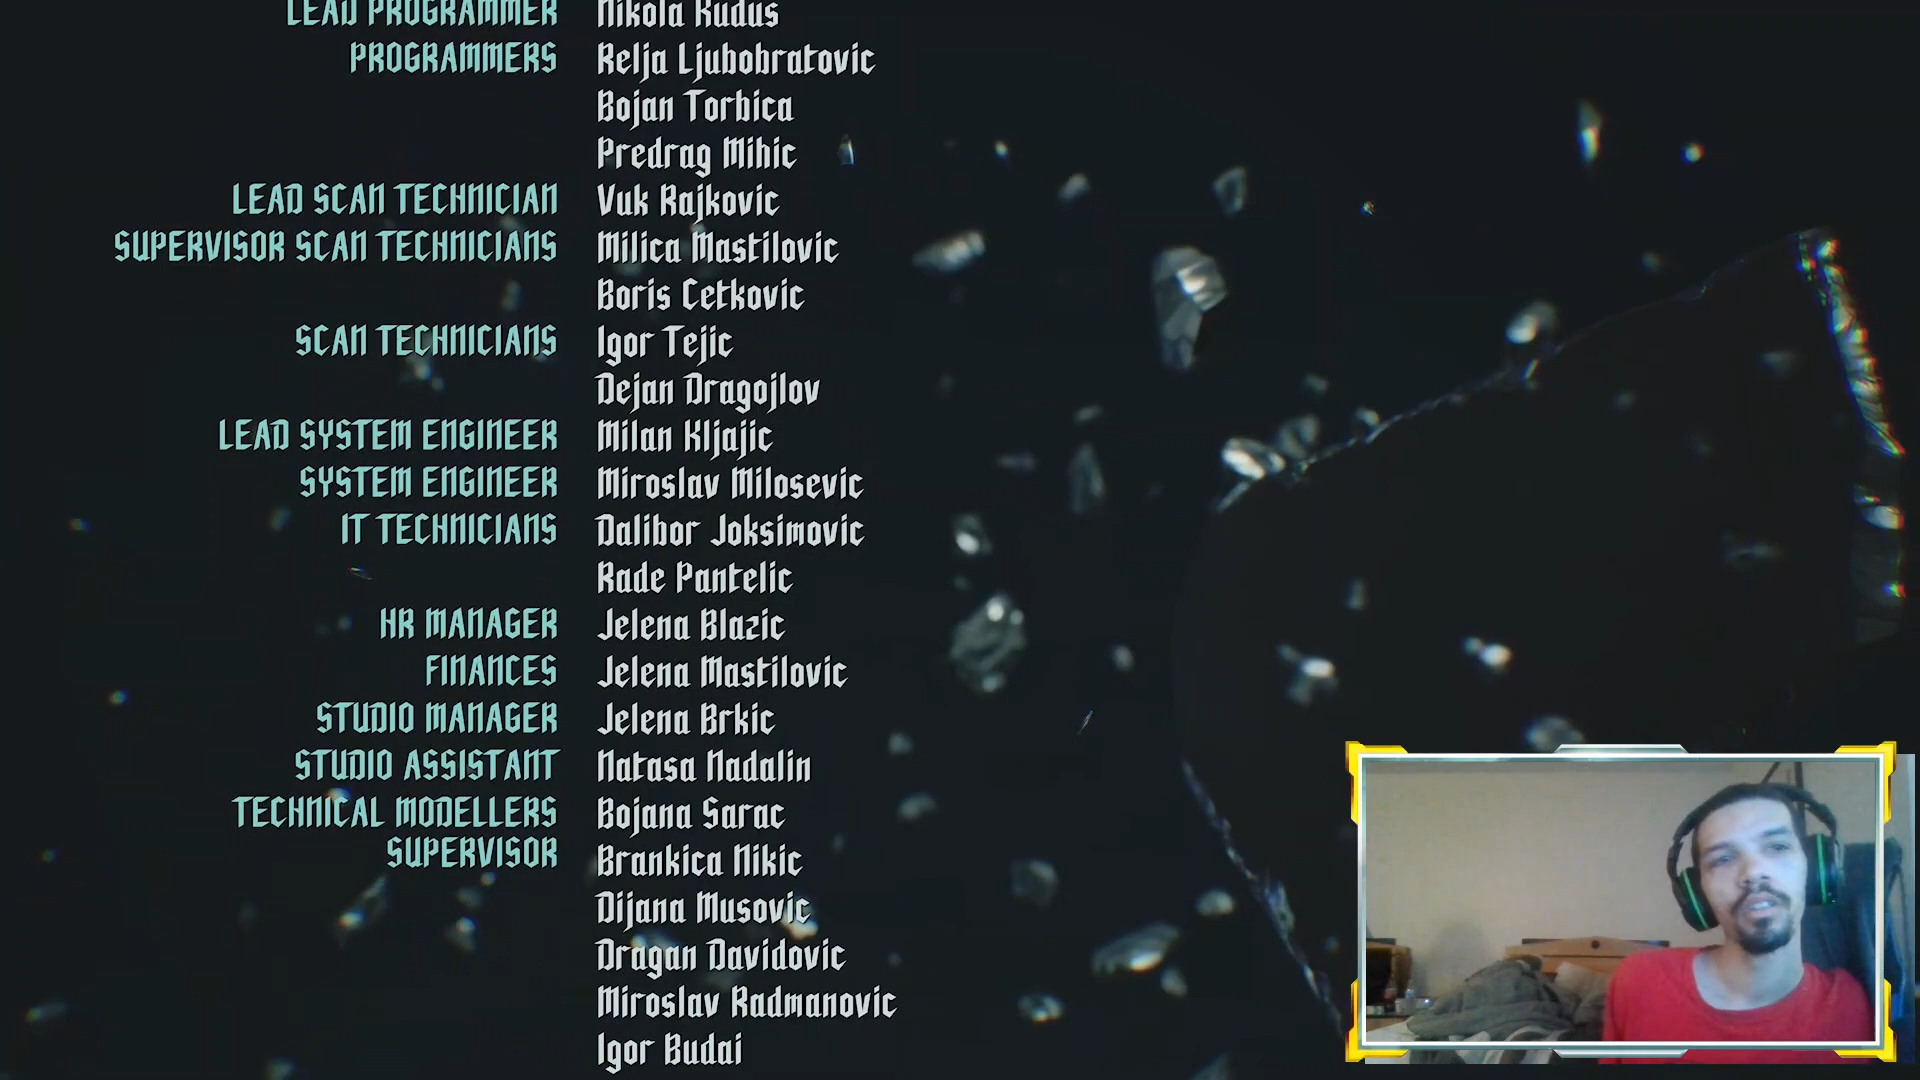 LEAD PROGRAMMER Nikola Kudus
PROGRAMMERS Relja Ljubobratovic
Bojan Torbica
Predrag Mihic
LEAD SCAN TECHNICIAN Vuk Rajkovic
SUPERVISOR SCAN TECHNICIANS Milica Mastilovic
Boris Cetkovic
SCAN TECHNICIANS Igor Tejic
Dejan Dragojlov
LEAD SYSTEM ENGINEER Milan Kljajic
SYSTEM ENGINEER Miroslav Milosevic
IT TECHNICIANS Dalibor Joksimovic
Rade Pantelic
HR MANAGER Jelena Blazic
FINANCES Jelena Mastilovic
STUDIO MANAGER Jelena Brkic
STUDIO ASSISTANT Natasa Nadalin
TECHNICAL MODELLERS Bojana Sarac
SUPERVISOR Brankica Nikic
Dijana Musovic
Dragan Davidovic
Miroslav Radmanovic
Igor Budai